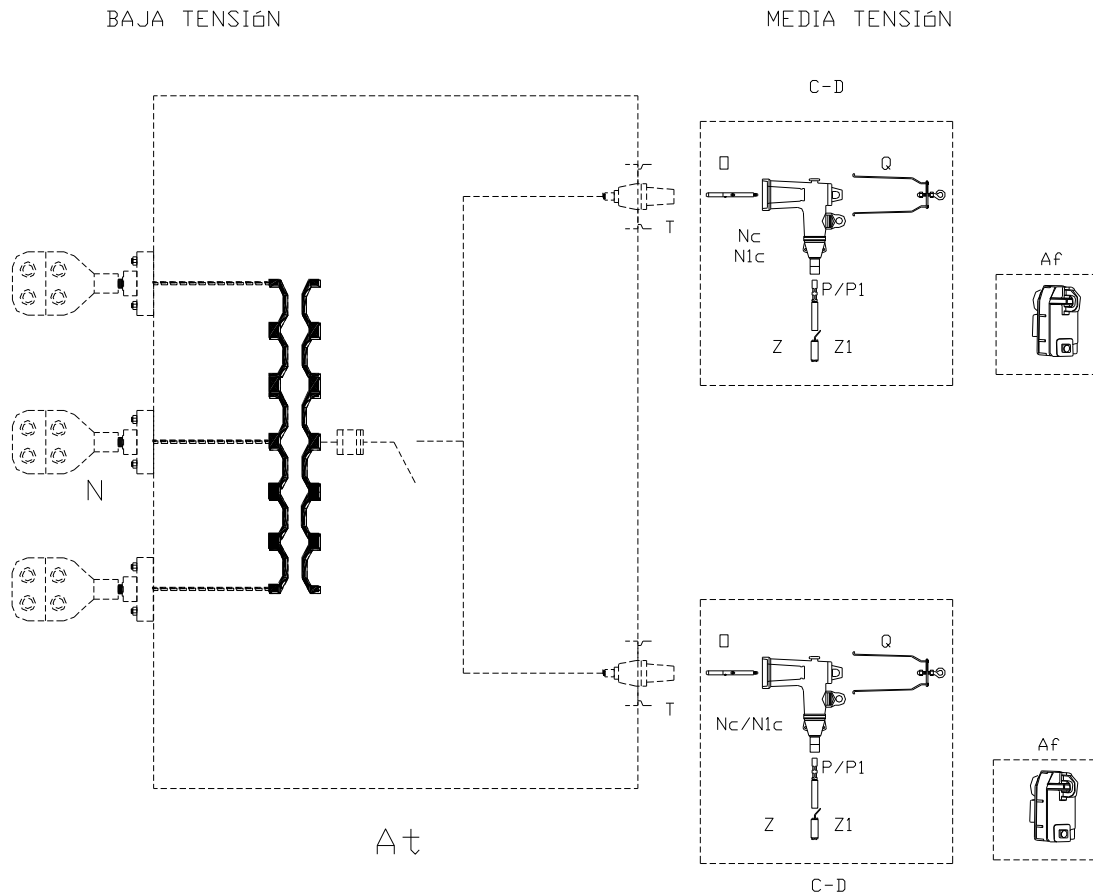 BAJA TENSIóN
MEDIA TENSIóN
C-D
Q
T
Nc
N1c
P/P1
Z Z1
Af
N
Q
T
Nc/N1c
P/P1
Z Z1
Af
At
C-D